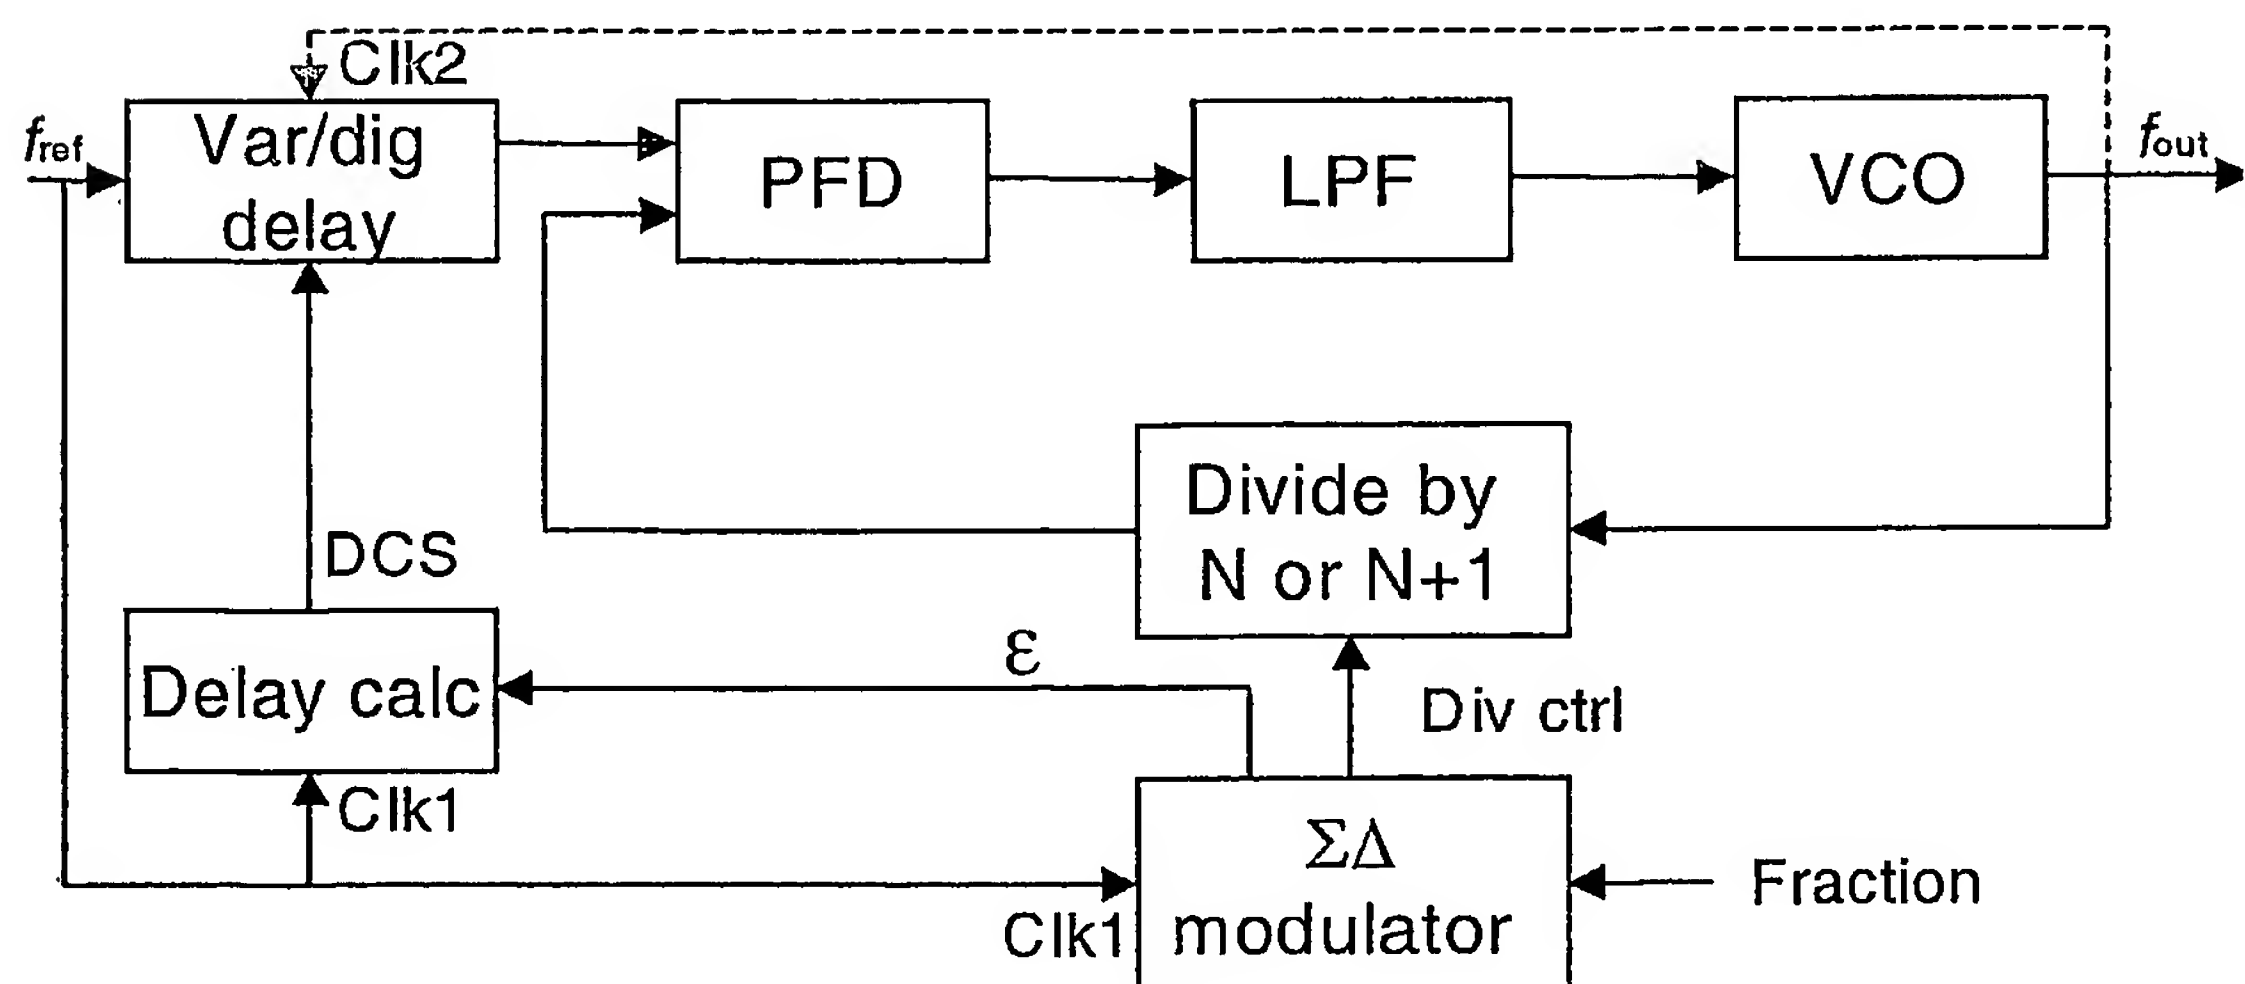 Clk2
fref
Var/dig
delay
PFD
LPF
VCO
fout
Divide by
N or N+1
DCS
ε
Delay calc
Div ctrl
Clk1
ΣΔ
modulator
Fraction
Clk1